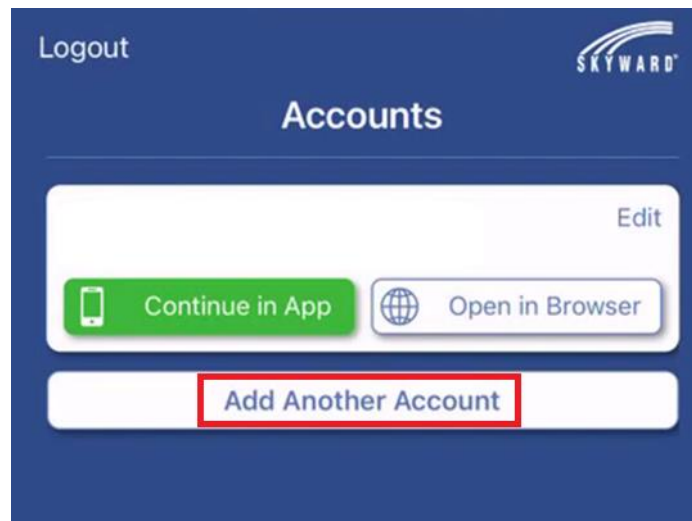 Logout
SKYWARD
Accounts
Edit
Continue in App
Open in Browser
Add Another Account